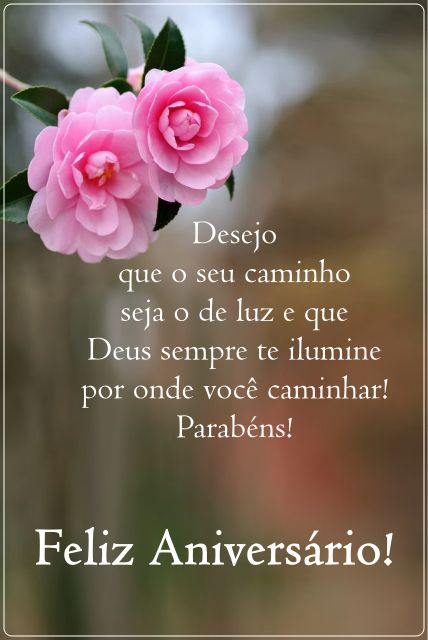 Desejo
que o seu caminho
seja o de luz e que
Deus sempre te ilumine
por onde você caminhar!
Parabéns!
Feliz Aniversário!